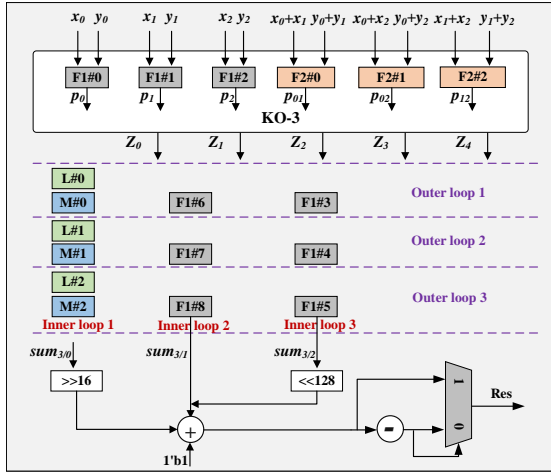 x0 y0 x1 y1 x2 y2 x0+x1 y0+y1 x0+x2 y0+y2 x1+x2 y1+y2
F1#0 F1#1 F1#2 F2#0 F2#1 F2#2
p0 p1 p2 p01 p02 p12
KO-3
Z0 Z1 Z2 Z3 Z4
L#0
M#0 F1#6 F1#3 Outer loop 1
L#1
M#1 F1#7 F1#4 Outer loop 2
L#2
M#2 F1#8 F1#5 Outer loop 3
Inner loop 1 Inner loop 2 Inner loop 3
sum3/0 sum3/1 sum3/2
>>16 <<128
1
Res
+ = 0
1'b1